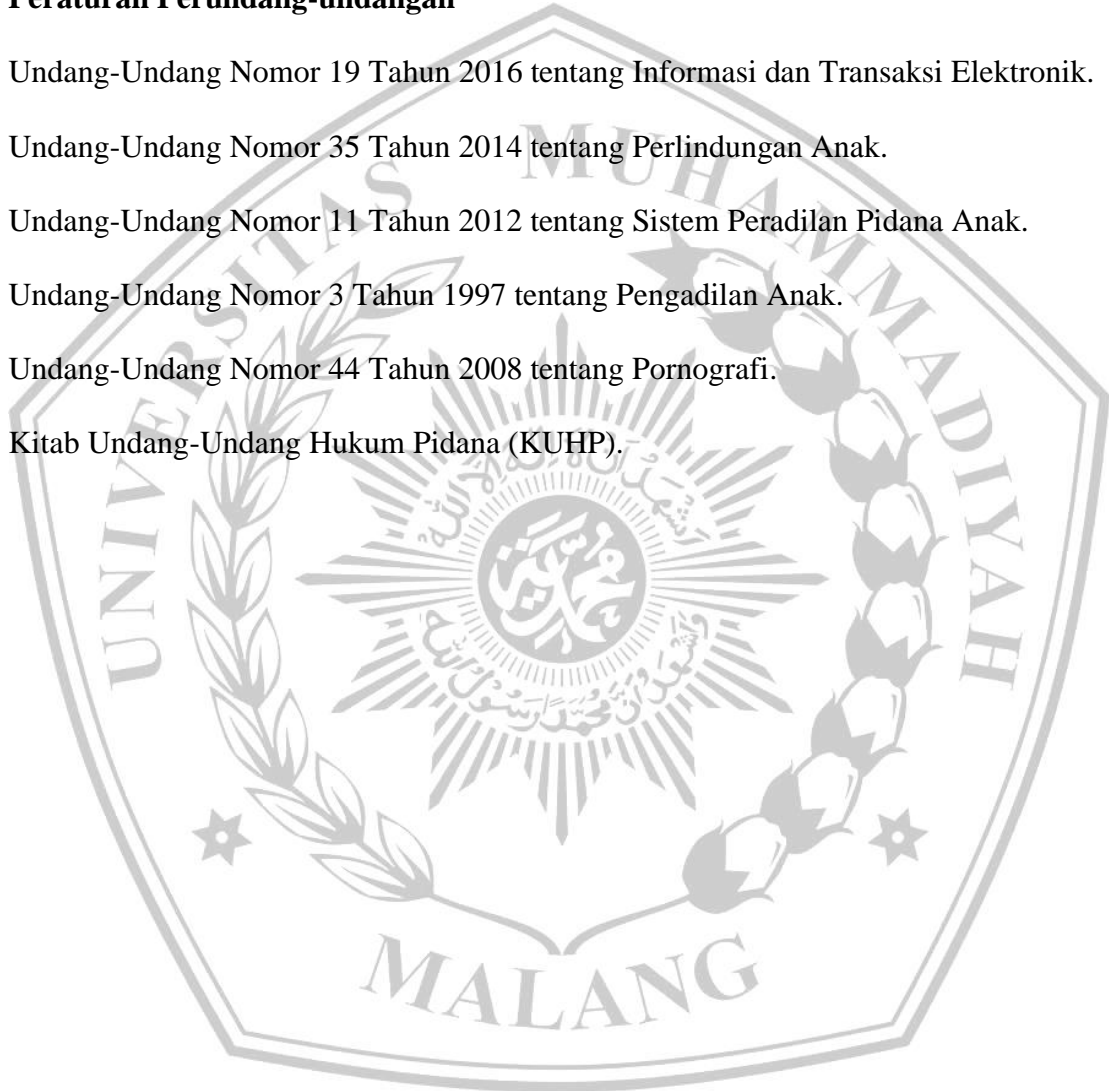 Peraturan Perundang-undangan
Undang-Undang Nomor 19 Tahun 2016 tentang Informasi dan Transaksi Elektronik.
Undang-Undang Nomor 35 Tahun 2014 tentang Perlindungan Anak.
Undang-Undang Nomor 11 Tahun 2012 tentang Sistem Peradilan Pidana Anak.
Undang-Undang Nomor 3 Tahun 1997 tentang Pengadilan Anak.
Undang-Undang Nomor 44 Tahun 2008 tentang Pornografi.
Kitab Undang-Undang Hukum Pidana (KUHP).
UNIVERSITAS MUHAMMADIYAH
MALANG